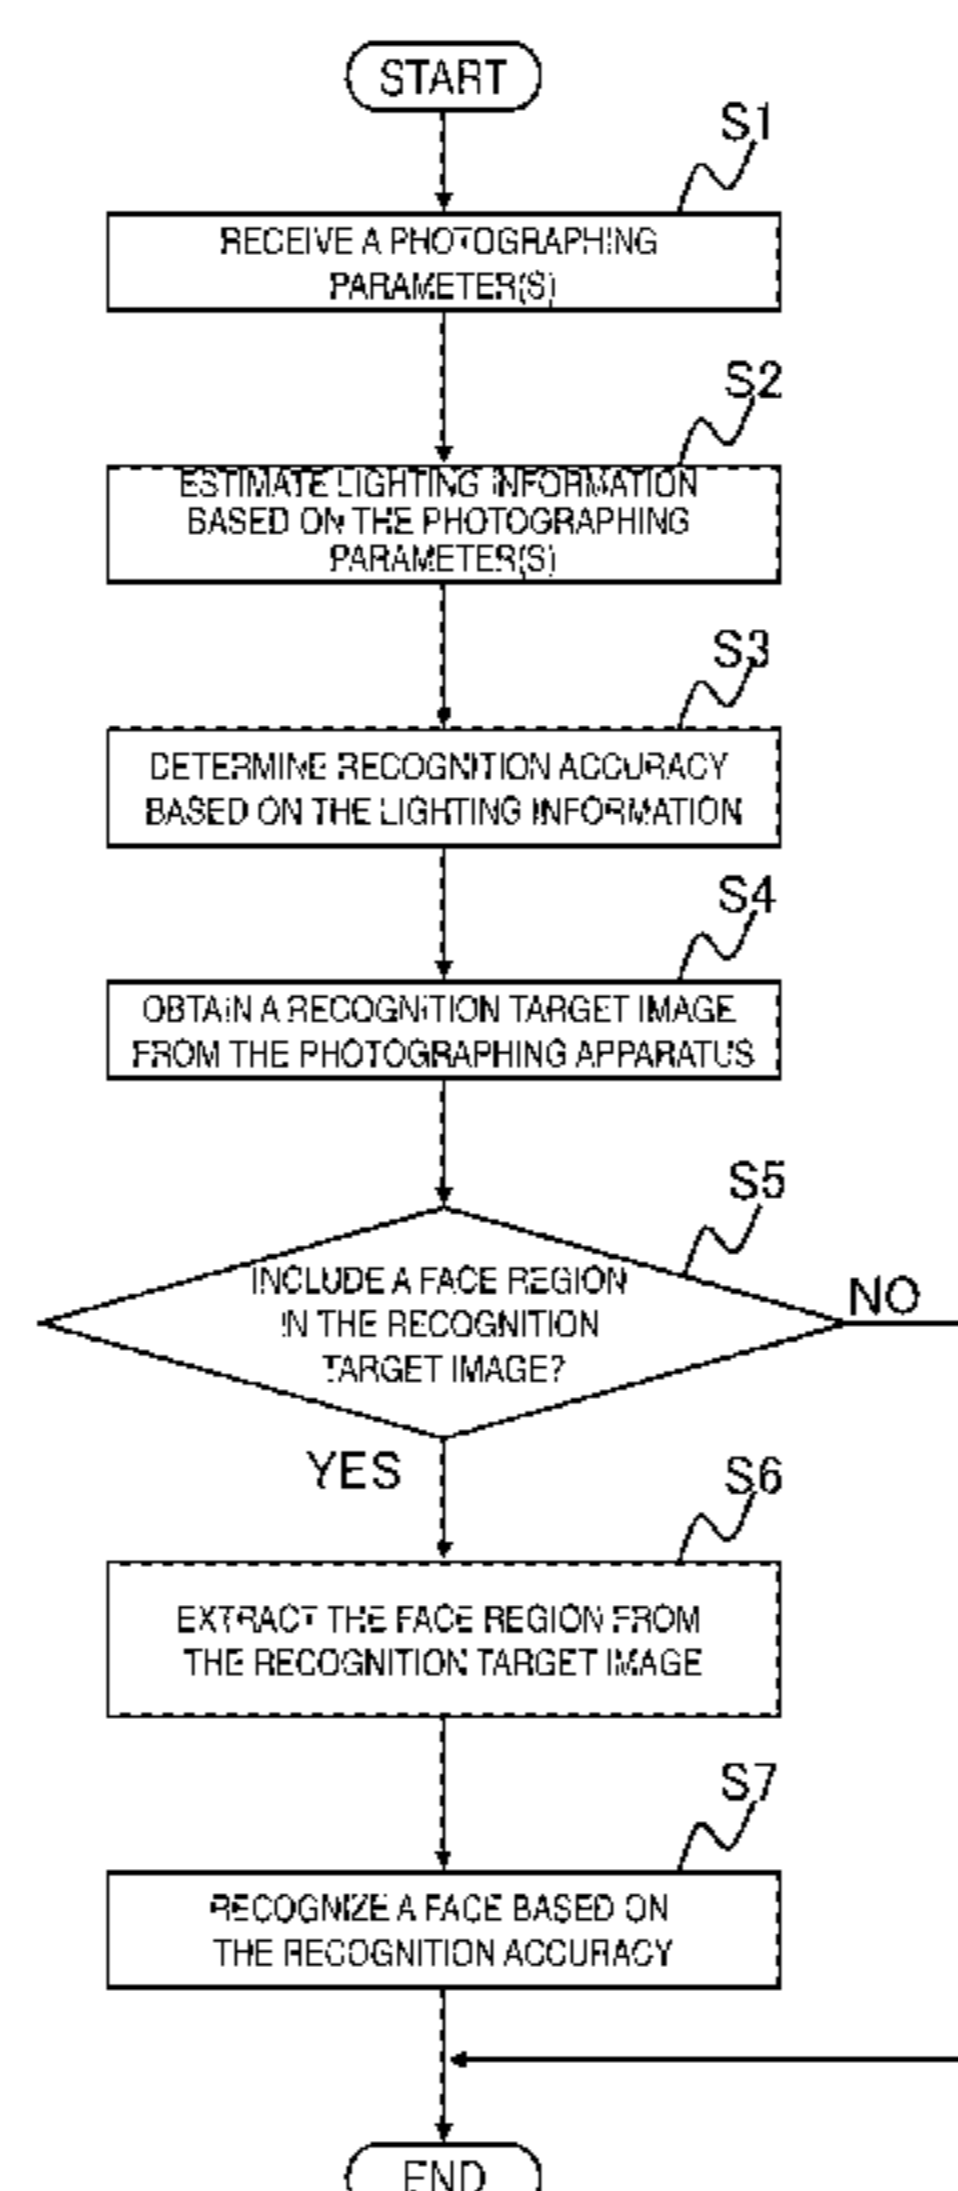 START
S1
RECEIVE A PHOTOGRAPHING
PARAMETER(S)
S2
ESTIMATE LIGHTING INFORMATION
BASED ON THE PHOTOGRAPHING
PARAMETER(S)
S3
DETERMINE RECOGNITION ACCURACY
BASED ON THE LIGHTING INFORMATION
S4
OBTAIN A RECOGNITION TARGET IMAGE
FROM THE PHOTOGRAPHING APPARATUS
S5
INCLUDE A FACE REGION
IN THE RECOGNITION
TARGET IMAGE?
NO
YES
S6
EXTRACT THE FACE REGION FROM
THE RECOGNITION TARGET IMAGE
S7
RECOGNIZE A FACE BASED ON
THE RECOGNITION ACCURACY
END